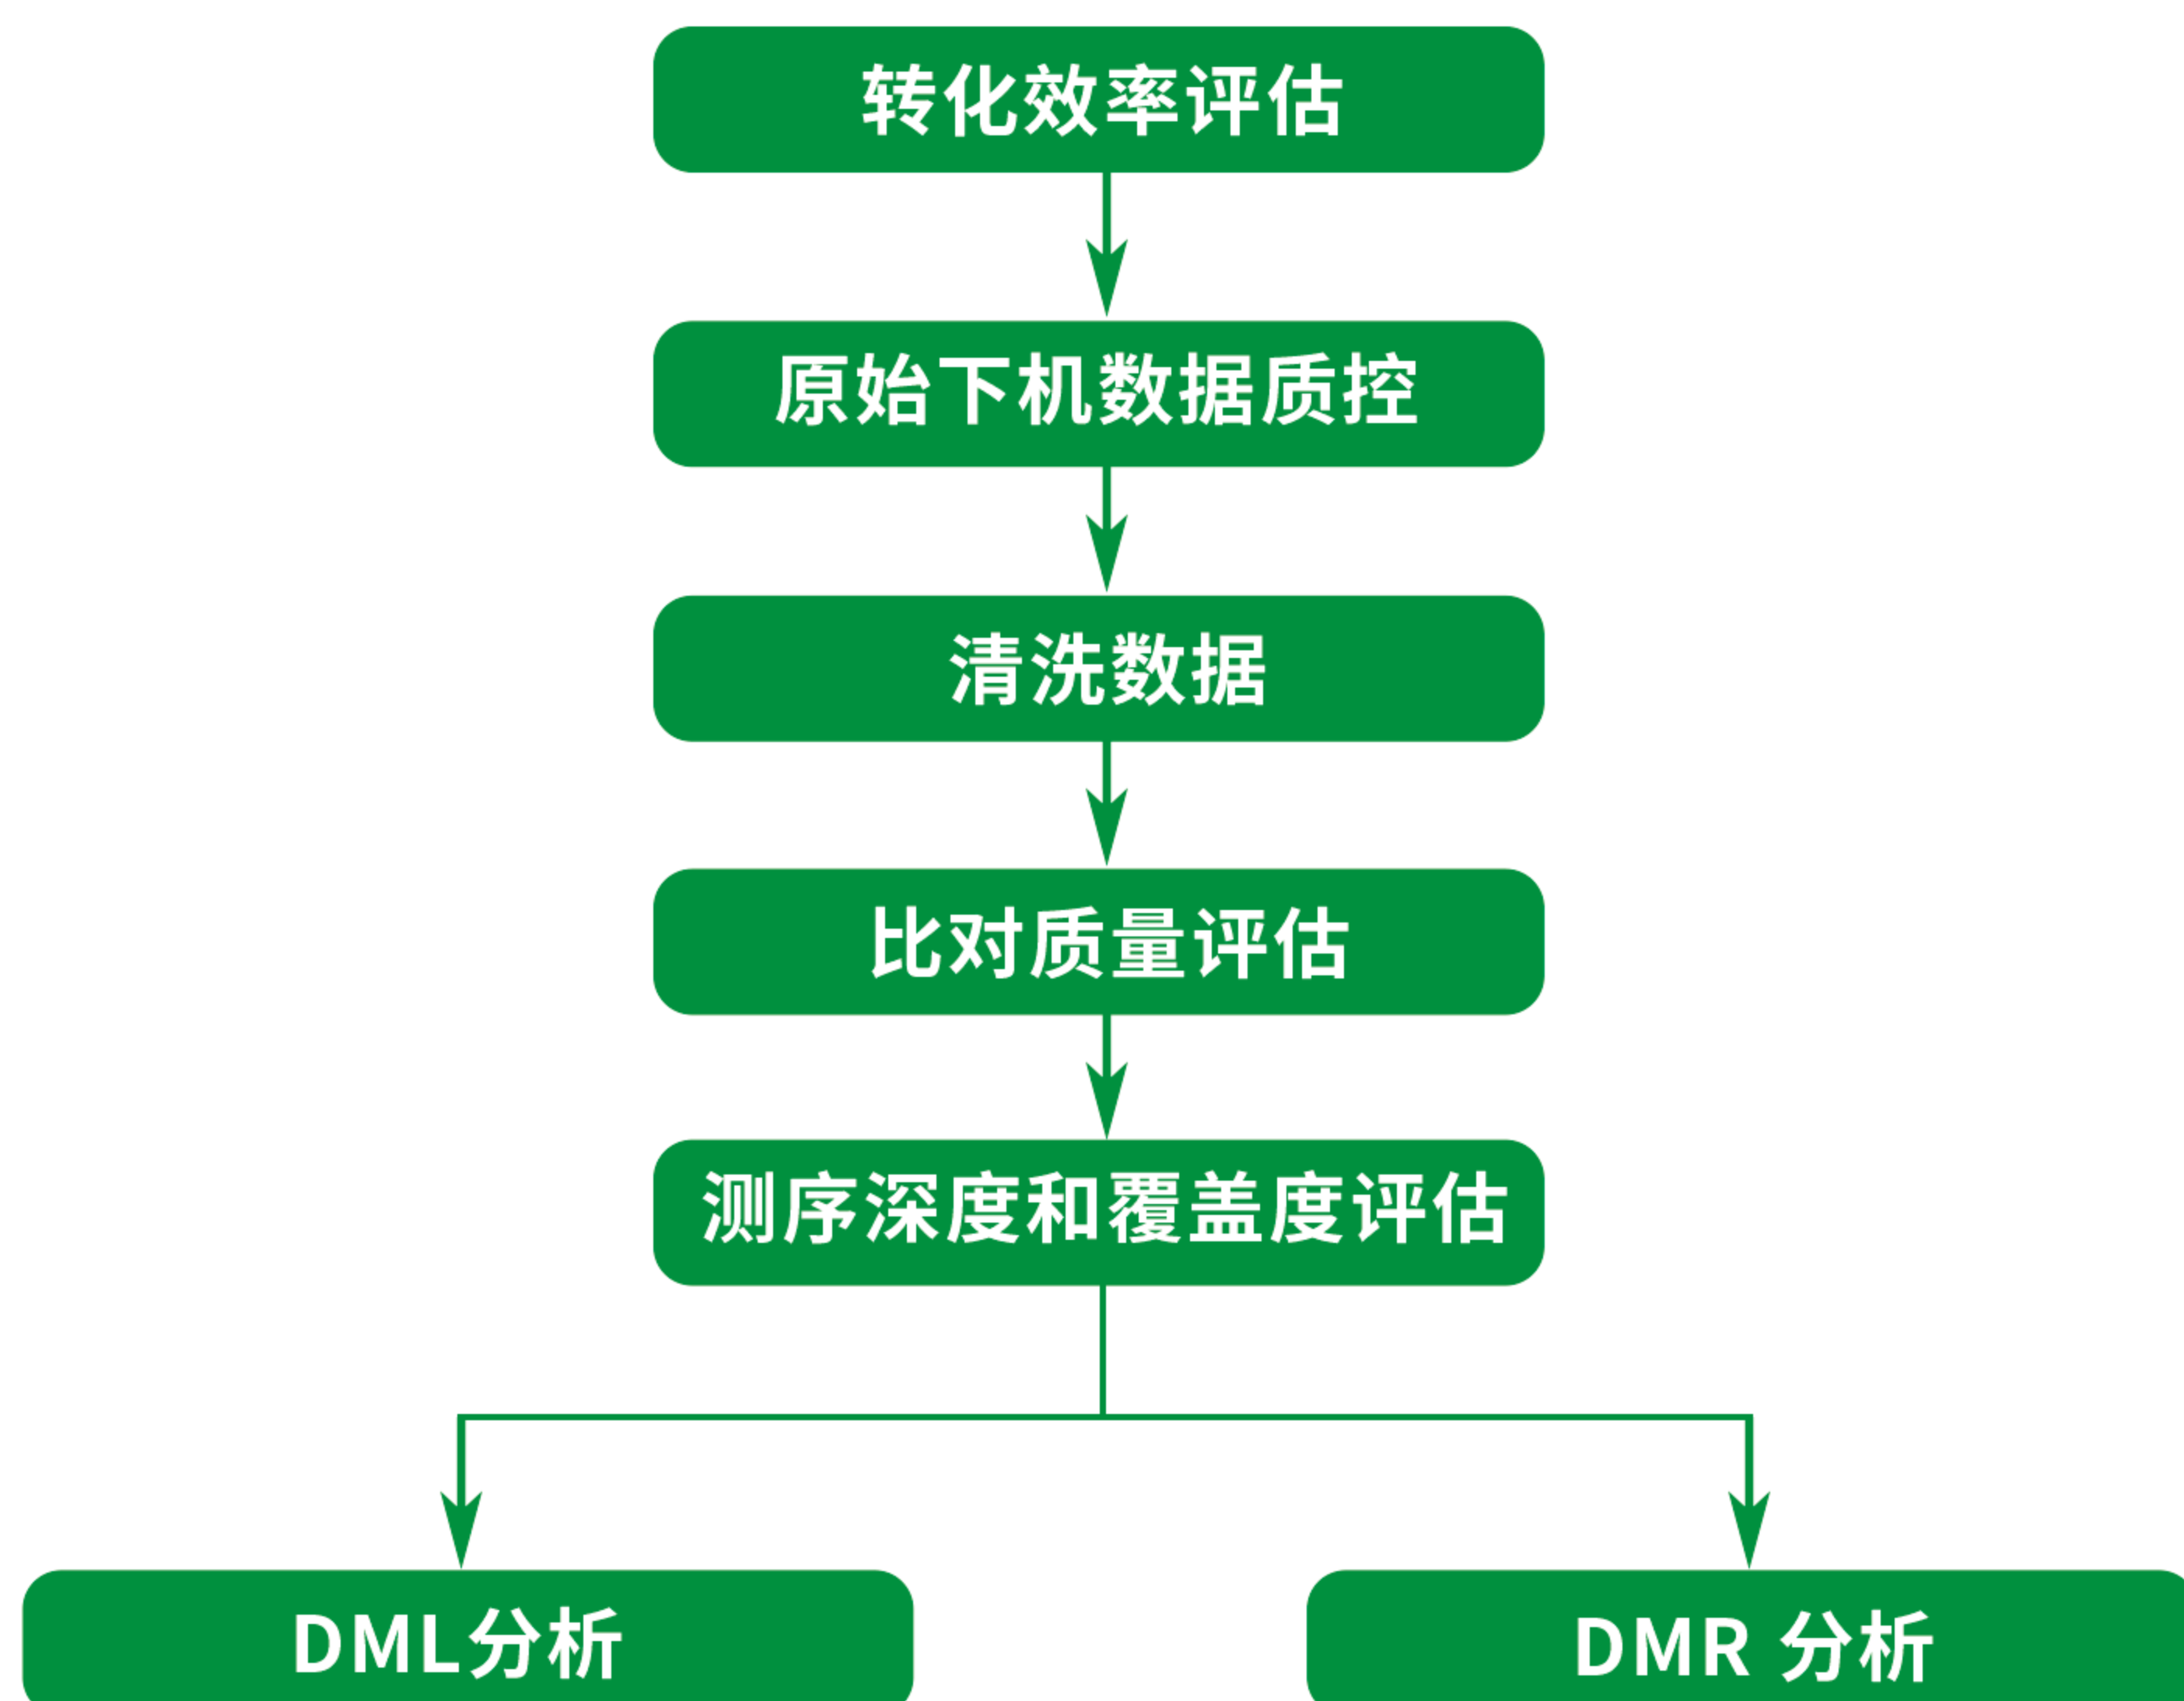 转化效率评估
原始下机数据质控
清洗数据
比对质量评估
测序深度和覆盖度评估
DML分析
DMR 分析